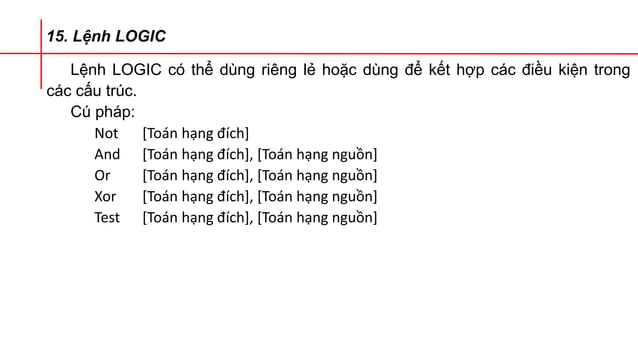 15. Lệnh LOGIC
Lệnh LOGIC có thể dùng riêng lẻ hoặc dùng để kết hợp các điều kiện trong
các cấu trúc.
Cú pháp:
Not [Toán hạng đích]
And [Toán hạng đích], [Toán hạng nguồn]
Or [Toán hạng đích], [Toán hạng nguồn]
Xor [Toán hạng đích], [Toán hạng nguồn]
Test [Toán hạng đích], [Toán hạng nguồn]